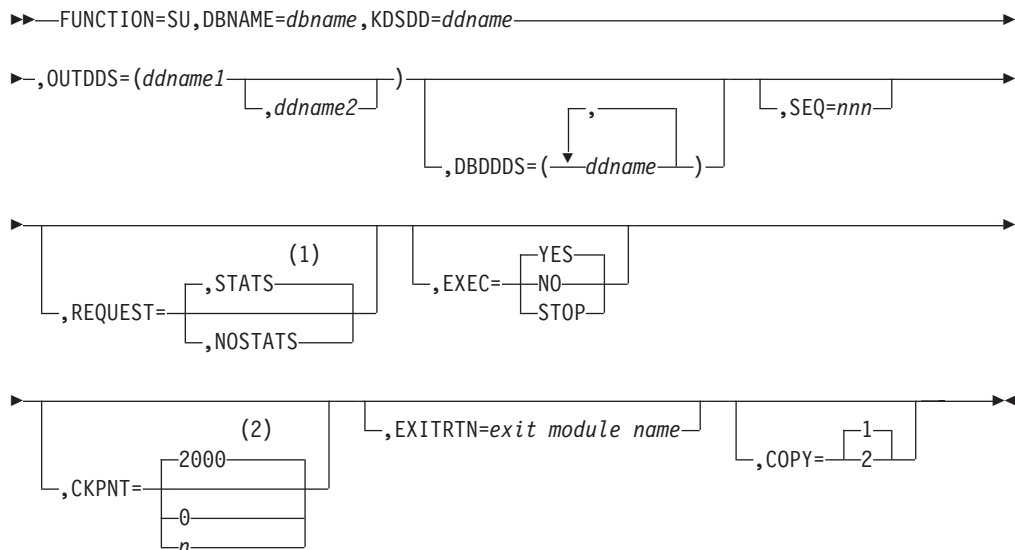 FUNCTION=SU,DBNAME=dbname,KDSDD=ddname
,OUTDDS=(ddname1
,ddname2
)
,DBDDDS=(
,
ddname
)
,SEQ=nnn
,REQUEST=
(1)
,STATS
,NOSTATS
,EXEC=
YES
NO
STOP
,CKPNT=
(2)
2000
0
n
,EXITRTN=exit module name
,COPY=
1
2